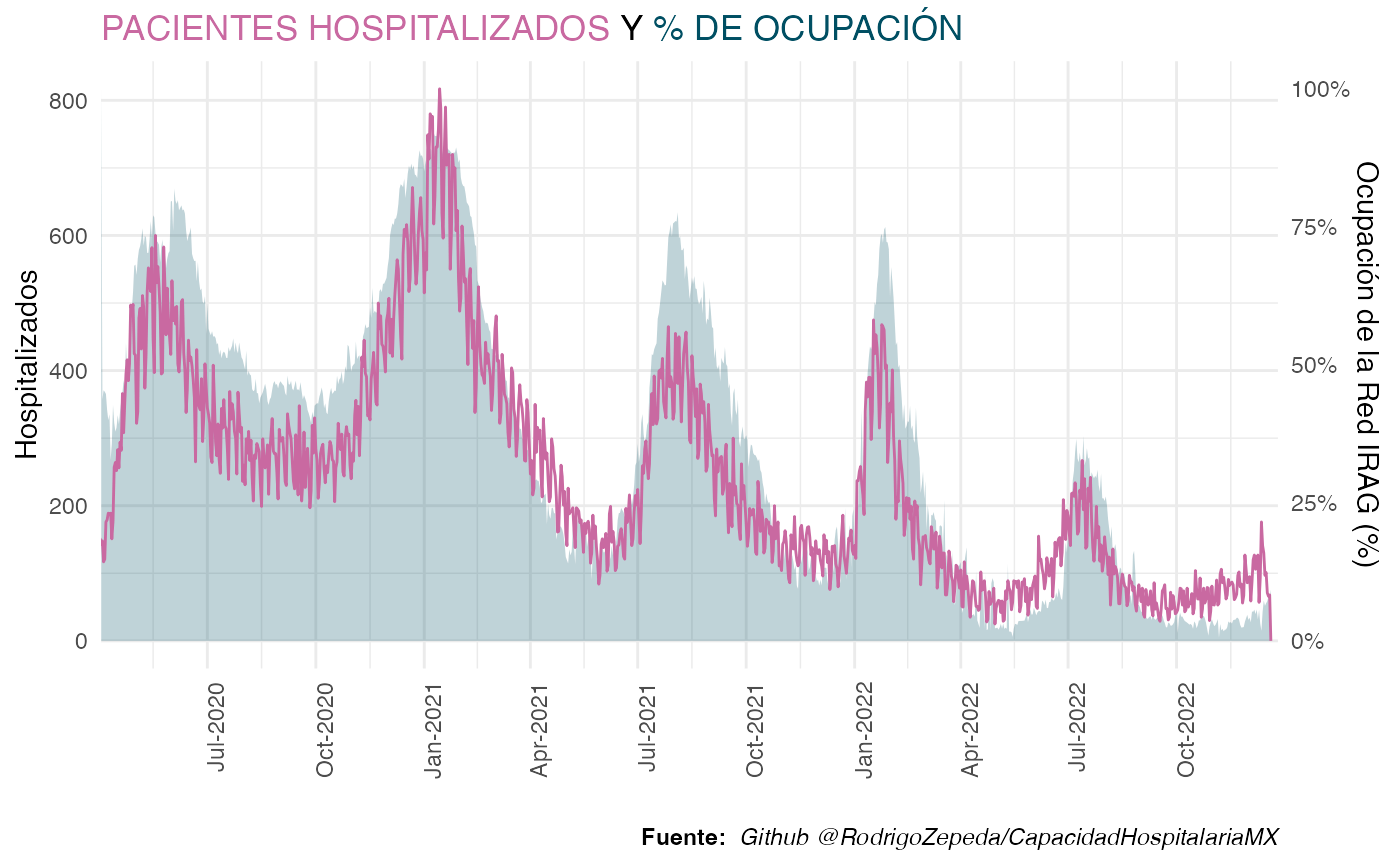 PACIENTES HOSPITALIZADOS Y % DE OCUPACIÓN
Hospitalizados
800
600
400
200
0
100%
75%
50%
25%
0%
Ocupación de la Red IRAG (%)
Jul-2020
Oct-2020
Jan-2021
Apr-2021
Jul-2021
Oct-2021
Jan-2022
Apr-2022
Jul-2022
Oct-2022
Fuente: Github @RodrigoZepeda/CapacidadHospitalariaMX